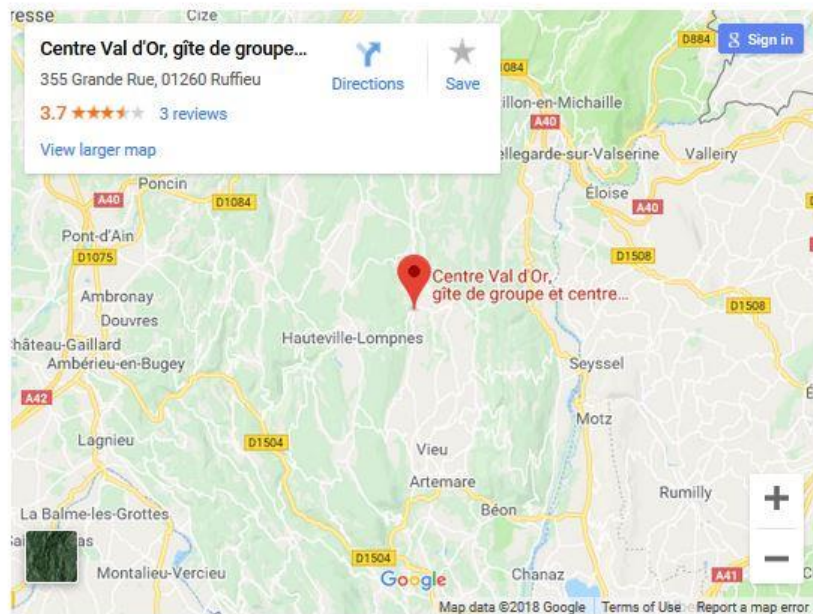 resse
Cize
Centre Val d'Or, gîte de groupe...
355 Grande Rue, 01260 Ruffieu
3.7
3 reviews
View larger map
Directions
Save
Sign in
D884
1084
illon-en-Michaille
A40
ellegarde-sur-Valserine
Valleiry
Éloise
A40
Poncin
A40
D1084
Pont-d'Ain
D1075
D1508
D1508
Centre Val d'Or,
gîte de groupe et centre...
Ambronay
Douvres
Château-Gaillard
Hauteville-Lompnes
Ambérieu-en-Bugey
Seyssel
A42
Motz
Lagnieu
D1504
Vieu
Artemare
Rumilly
Béon
La Balme-les-Grottes
D1504
Montalieu-Vercieu
Google
Chanaz
A41
Map data ©2018 Google
Terms of Use
Report a map error